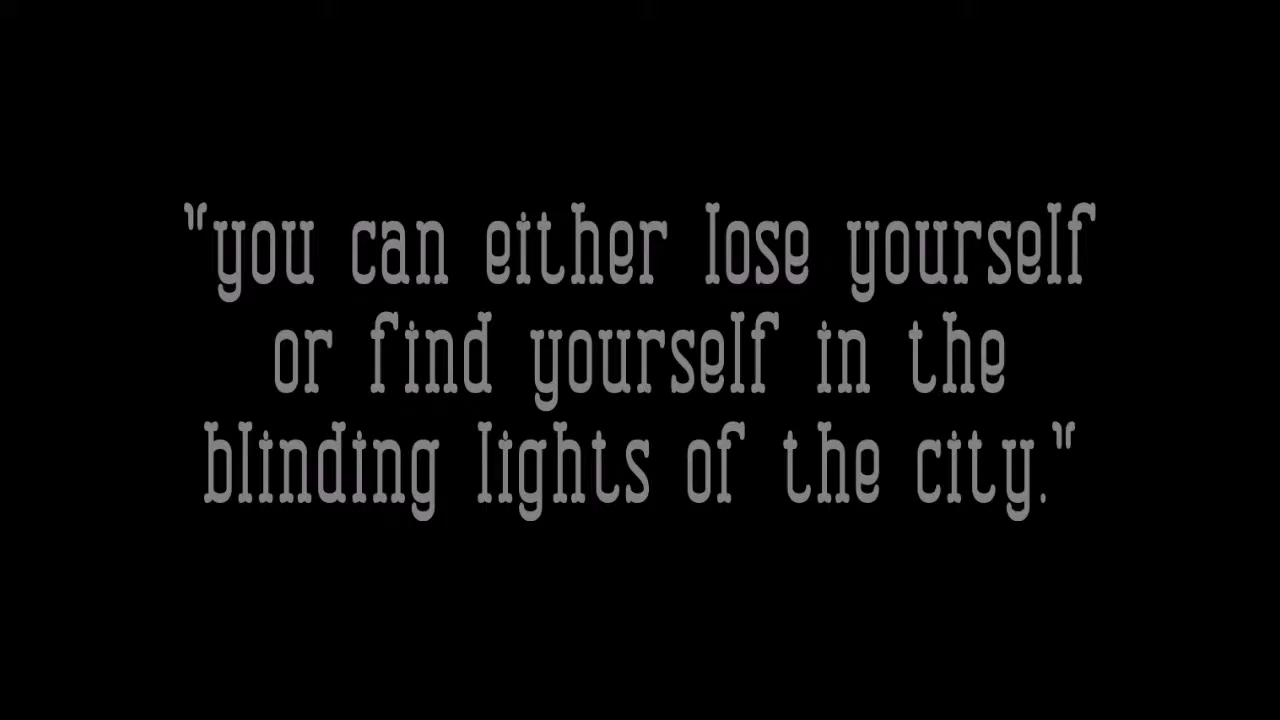 "you can either lose yourself
or find yourself in the
blinding lights of the city."